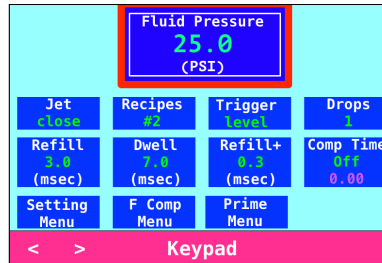 Fluid Pressure
25.0
(PSI)
Jet
close
Recipes
#2
Trigger
level
Drops
1
Refill
3.0
(msec)
Dwell
7.0
(msec)
Refill+
0.3
(msec)
Comp Time
Off
0.00
Setting
Menu
F Comp
Menu
Prime
Menu
< > Keypad